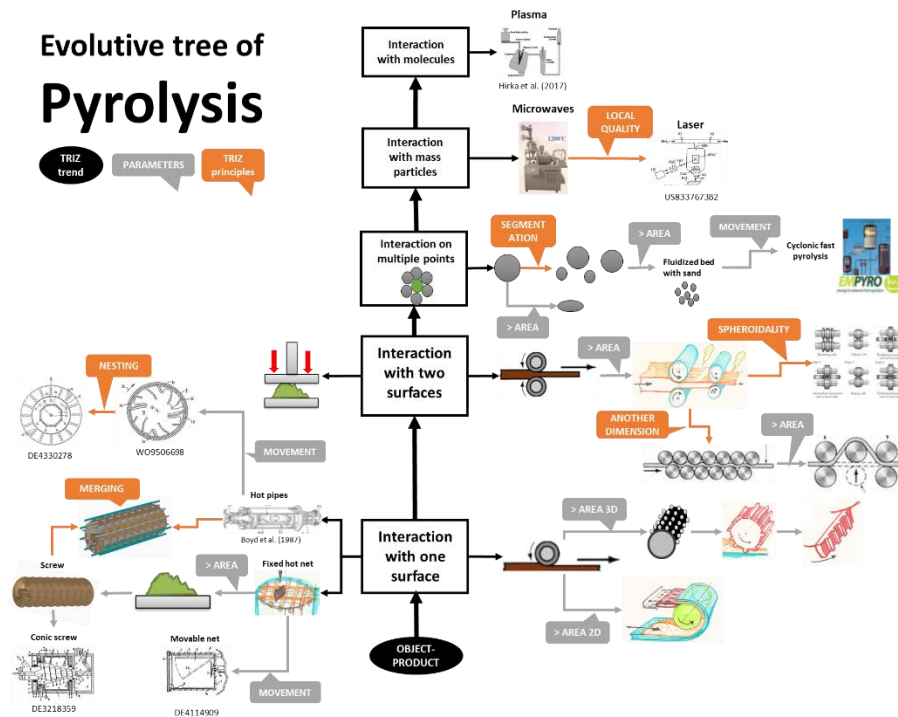 Evolutive tree of
Pyrolysis
TRIZ
trend
PARAMETERS
TRIZ
principles
Plasma
Interaction
with molecules
Hirka et al. (2017)
Microwaves
1200°C
LOCAL
QUALITY
Laser
Interaction
with mass
particles
US8337673B2
SEGMENT
ATION
> AREA
MOVEMENT
Interaction on
multiple points
Fluidized bed
with sand
Cyclonic fast
pyrolysis
EMPYRO
> AREA
SPHEROIDALITY
> AREA
Interaction
with two
surfaces
NESTING
ANOTHER
DIMENSION
> AREA
DE4330278
WO9506698
MOVEMENT
MERGING
Hot pipes
Boyd et al. (1987)
> AREA 3D
Interaction
with one
surface
Screw
> AREA
Fixed hot net
> AREA 2D
Conic screw
Movable net
OBJECT-
PRODUCT
MOVEMENT
DE3218359
DE4114909